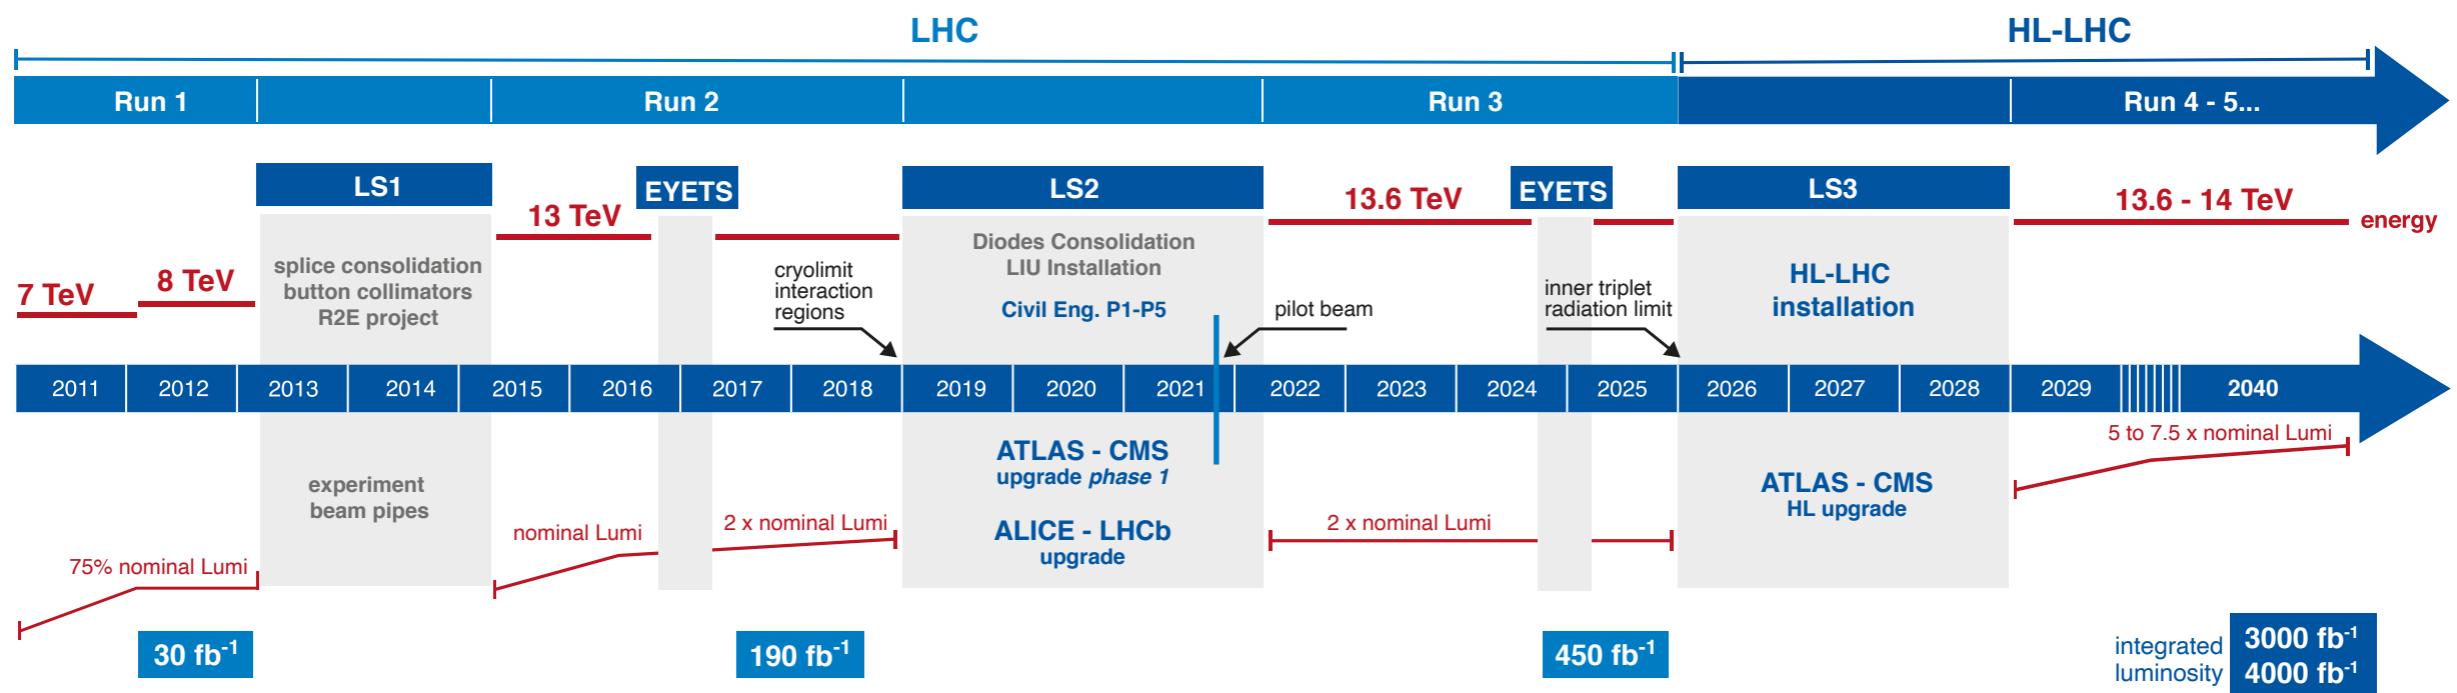 LHC
HL-LHC
Run 1
Run 2
Run 3
Run 4 - 5...
LS1
EYETS
LS2
EYETS
LS3
13 TeV
13.6 TeV
13.6 - 14 TeV
energy
7 TeV
8 TeV
splice consolidation
button collimators
R2E project
cryolimit
interaction
regions
Diodes Consolidation
LIU Installation
Civil Eng. P1-P5
pilot beam
inner triplet
radiation limit
HL-LHC
installation
2011 2012 2013 2014 2015 2016 2017 2018 2019 2020 2021 2022 2023 2024 2025 2026 2027 2028 2029 2040
5 to 7.5 x nominal Lumi
experiment
beam pipes
ATLAS - CMS
upgrade phase 1
ALICE - LHCb
upgrade
ATLAS - CMS
HL upgrade
75% nominal Lumi
nominal Lumi
2 x nominal Lumi
2 x nominal Lumi
30 fb-1
190 fb-1
450 fb-1
integrated
luminosity
3000 fb-1
4000 fb-1